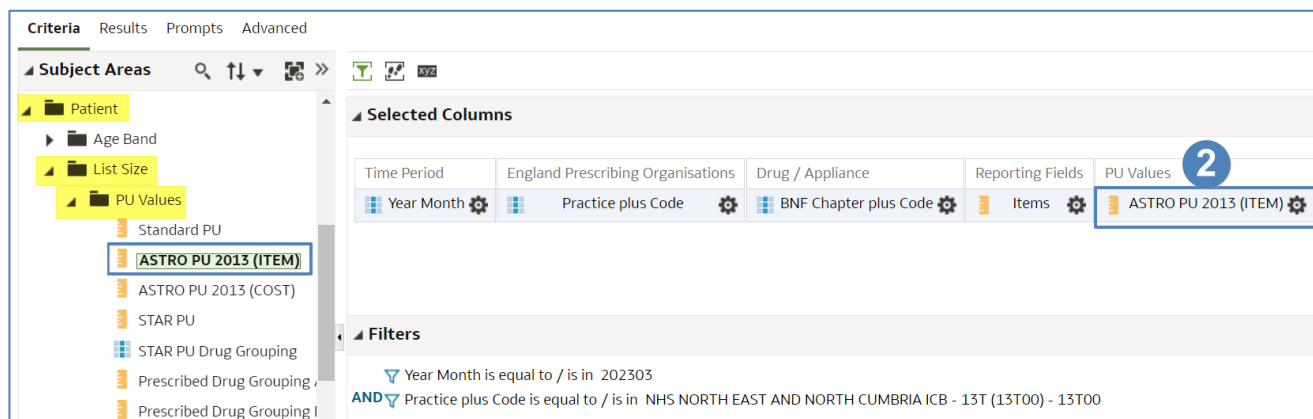 Criteria Results Prompts Advanced
Subject Areas
xyz
Patient
Selected Columns
Age Band
List Size
Time Period England Prescribing Organisations Drug / Appliance Reporting Fields PU Values 2
PU Values
Year Month Practice plus Code BNF Chapter plus Code Items ASTRO PU 2013 (ITEM)
Standard PU
ASTRO PU 2013 (ITEM)
ASTRO PU 2013 (COST)
STAR PU
Filters
STAR PU Drug Grouping
Year Month is equal to / is in 202303
Prescribed Drug Grouping
AND Practice plus Code is equal to / is in NHS NORTH EAST AND NORTH CUMBRIA ICB - 13T (13T00) - 13T00
Prescribed Drug Grouping